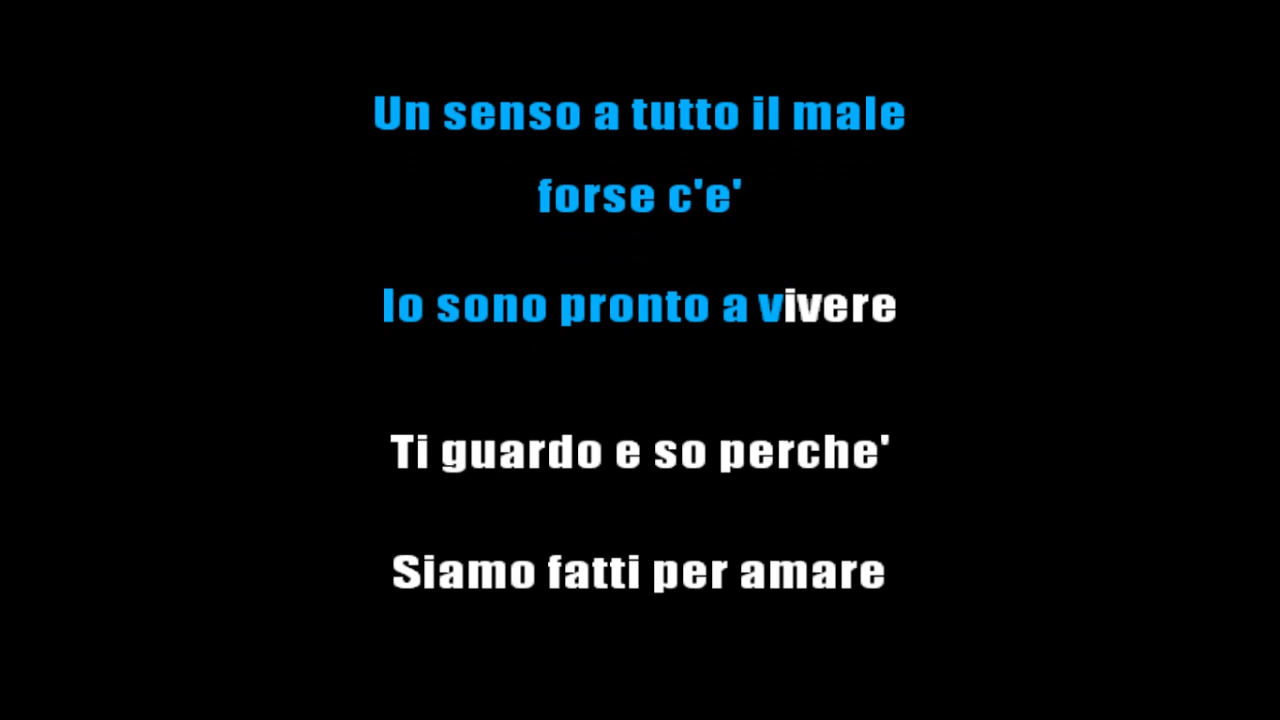 Un senso a tutto il male
forse c'e'
Io sono pronto a vivere
Ti guardo e so perche'
Siamo fatti per amare